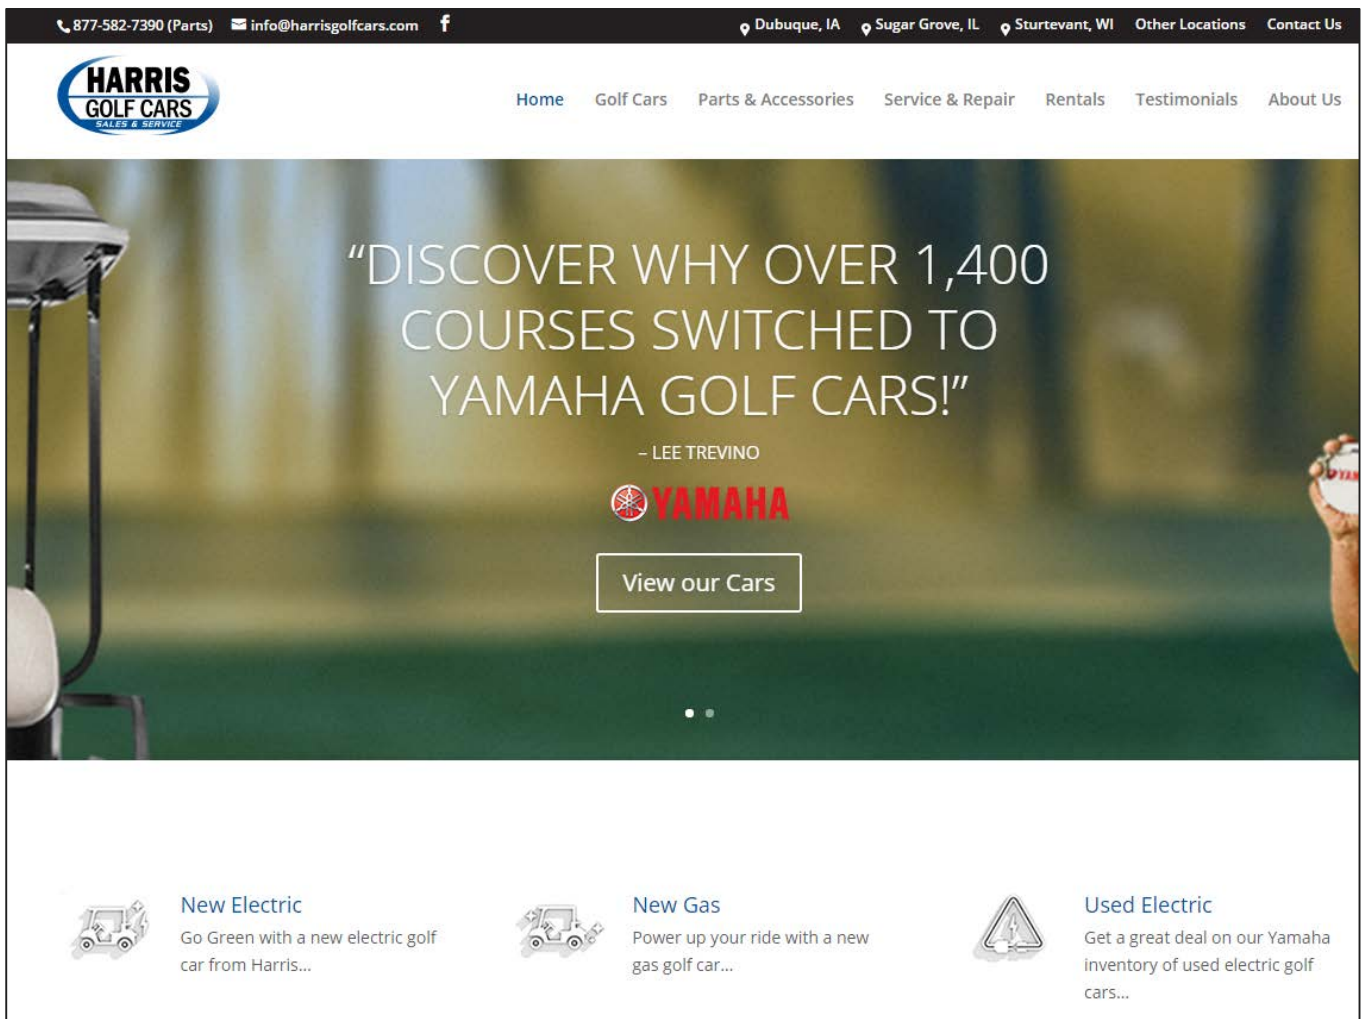 877-582-7390 (Parts) info@harrisgolfcars.com f Dubuque, IA Sugar Grove, IL Sturtevant, WI Other Locations Contact Us
HARRIS
GOLF CARS
SALES & SERVICE
Home Golf Cars Parts & Accessories Service & Repair Rentals Testimonials About Us
“DISCOVER WHY OVER 1,400
COURSES SWITCHED TO
YAMAHA GOLF CARS!”
– LEE TREVINO
YAMAHA
View our Cars
New Electric
Go Green with a new electric golf
car from Harris...
New Gas
Power up your ride with a new
gas golf car...
Used Electric
Get a great deal on our Yamaha
inventory of used electric golf
cars...